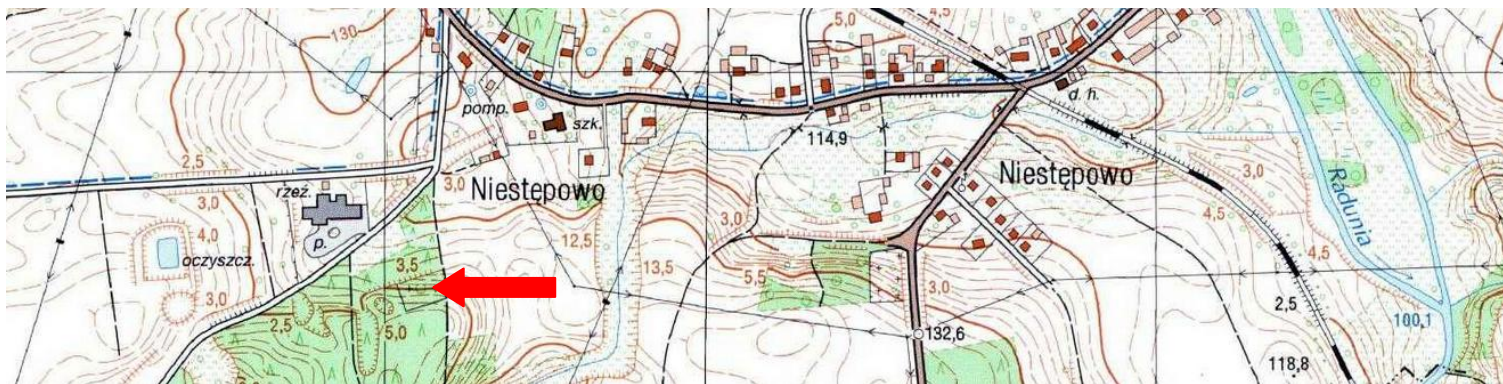 130
5,0
4,5
pomp.
szk.
d. h.
114,9
2,5
rzeź.
3,0
Niestępowo
Niestępowo
Radunia
3,0
4,0
oczyszcz.
p.
3,0
12,5
13,5
3,0
5,5
4,5
4,5
3,5
3,0
3,0
2,5
5,0
132,6
2,5
100,1
118,8